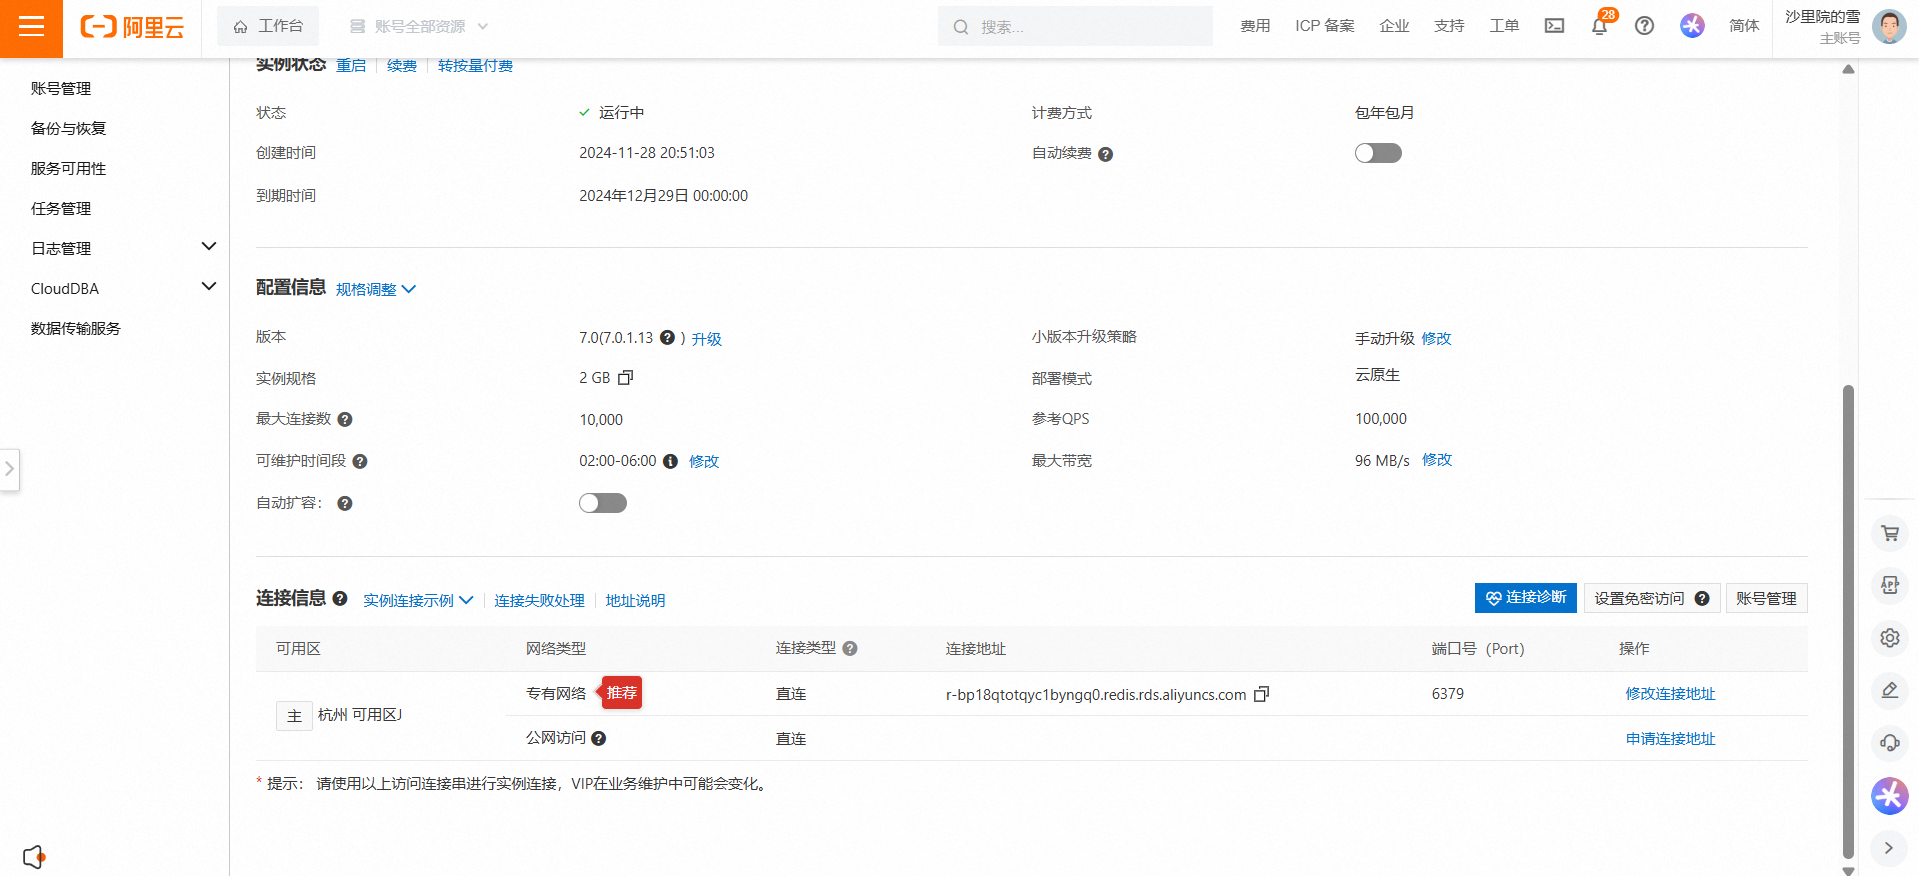 阿里云
工作台
账号全部资源
搜索...
费用
ICP 备案
企业
支持
工单
28
简体
沙里院的雪
主账号
账号管理
备份与恢复
服务可用性
任务管理
日志管理
CloudDBA
数据传输服务
实例状态 重启 续费 转按量付费
状态 运行中 计费方式 包年包月
创建时间 2024-11-28 20:51:03 自动续费
到期时间 2024年12月29日 00:00:00
配置信息 规格调整
版本 7.0(7.0.1.13 ) 升级 小版本升级策略 手动升级 修改
实例规格 2 GB 部署模式 云原生
最大连接数 10,000 参考QPS 100,000
可维护时间段 02:00-06:00 修改 最大带宽 96 MB/s 修改
自动扩容：
连接信息 实例连接示例 连接失败处理 地址说明 连接诊断 设置免密访问 账号管理
可用区 网络类型 连接类型 连接地址 端口号（Port） 操作
主 杭州 可用区J
专有网络 推荐 直连 r-bp18qtotqyc1byngq0.redis.rds.aliyuncs.com 6379 修改连接地址
公网访问 直连 申请连接地址
* 提示： 请使用以上访问连接串进行实例连接，VIP在业务维护中可能会变化。
APP